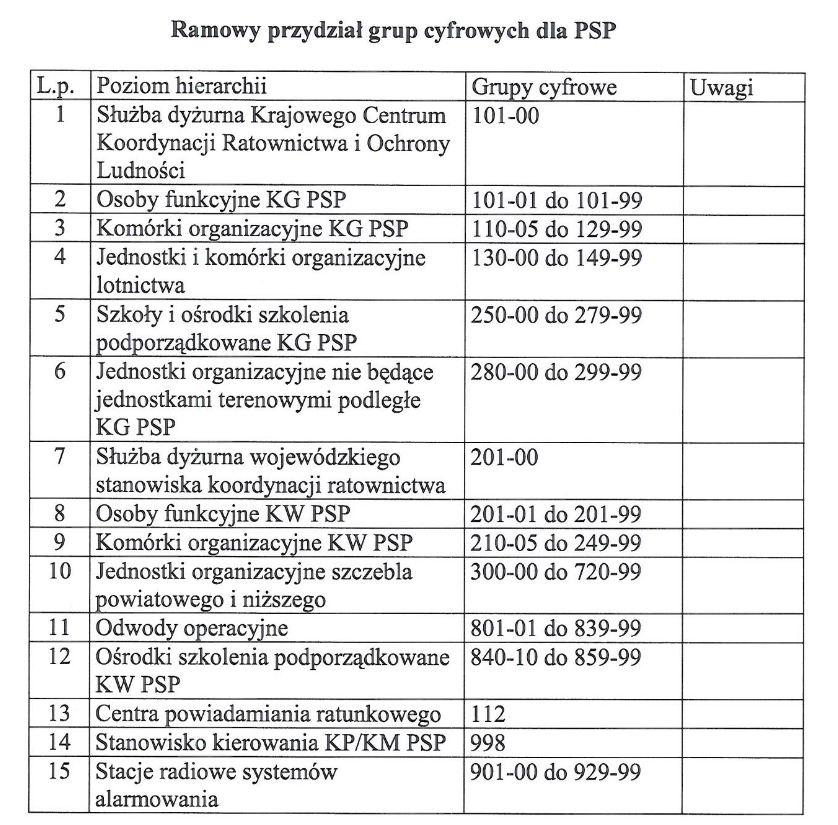 Ramowy przydział grup cyfrowych dla PSP
L.p. Poziom hierarchii Grupy cyfrowe Uwagi
1 Służba dyżurna Krajowego Centrum 101-00
Koordynacji Ratownictwa i Ochrony
Ludności
2 Osoby funkcyjne KG PSP 101-01 do 101-99
3 Komórki organizacyjne KG PSP 110-05 do 129-99
4 Jednostki i komórki organizacyjne 130-00 do 149-99
lotnictwa
5 Szkoły i ośrodki szkolenia 250-00 do 279-99
podporządkowane KG PSP
6 Jednostki organizacyjne nie będące 280-00 do 299-99
jednostkami terenowymi podległe
KG PSP
7 Służba dyżurna wojewódzkiego 201-00
stanowiska koordynacji ratownictwa
8 Osoby funkcyjne KW PSP 201-01 do 201-99
9 Komórki organizacyjne KW PSP 210-05 do 249-99
10 Jednostki organizacyjne szczebla 300-00 do 720-99
powiatowego i niższego
11 Odwody operacyjne 801-01 do 839-99
12 Ośrodki szkolenia podporządkowane 840-10 do 859-99
KW PSP
13 Centra powiadamiania ratunkowego 112
14 Stanowisko kierowania KP/KM PSP 998
15 Stacje radiowe systemów 901-00 do 929-99
alarmowania